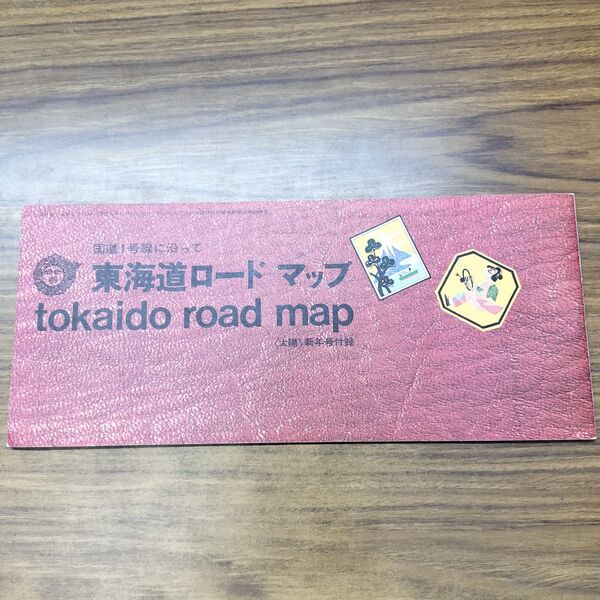 国道1号線に沿って
東海道ロード マップ
tokaido road map
〈太陽〉新年号付録